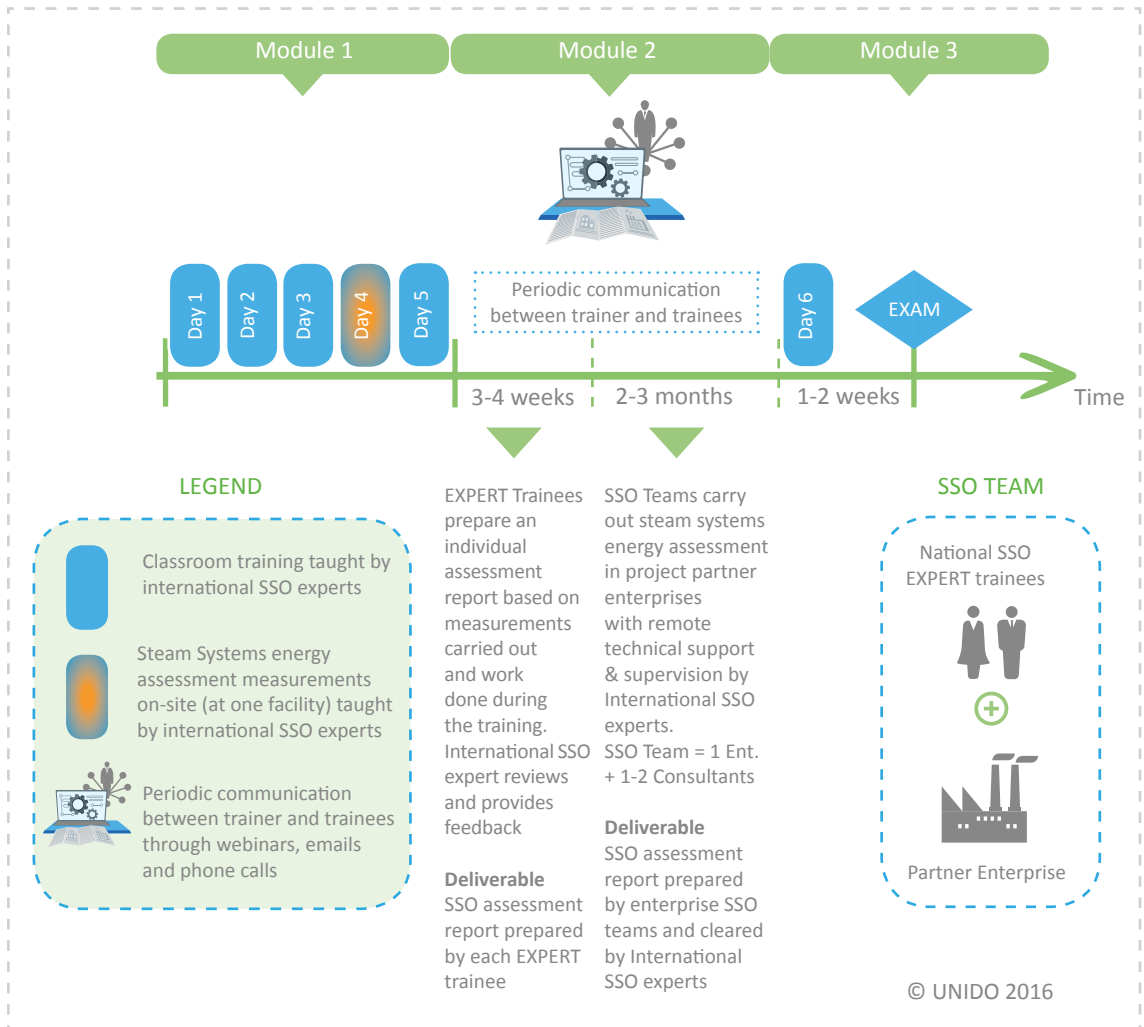 Module 1
Module 2
Module 3
Day 1
Day 2
Day 3
Day 4
Day 5
Periodic communication
between trainer and trainees
Day 6
EXAM
3-4 weeks
2-3 months
1-2 weeks
Time
LEGEND
Classroom training taught by
international SSO experts
Steam Systems energy
assessment measurements
on-site (at one facility) taught
by international SSO experts
Periodic communication
between trainer and trainees
through webinars, emails
and phone calls
EXPERT Trainees
prepare an
individual
assessment
report based on
measurements
carried out
and work
done during
the training.
International SSO
expert reviews
and provides
feedback
Deliverable
SSO assessment
report prepared
by each EXPERT
trainee
SSO Teams carry
out steam systems
energy assessment
in project partner
enterprises
with remote
technical support
& supervision by
International SSO
experts.
SSO Team = 1 Ent.
+ 1-2 Consultants
Deliverable
SSO assessment
report prepared
by enterprise SSO
teams and cleared
by International
SSO experts
SSO TEAM
National SSO
EXPERT trainees
Partner Enterprise
© UNIDO 2016